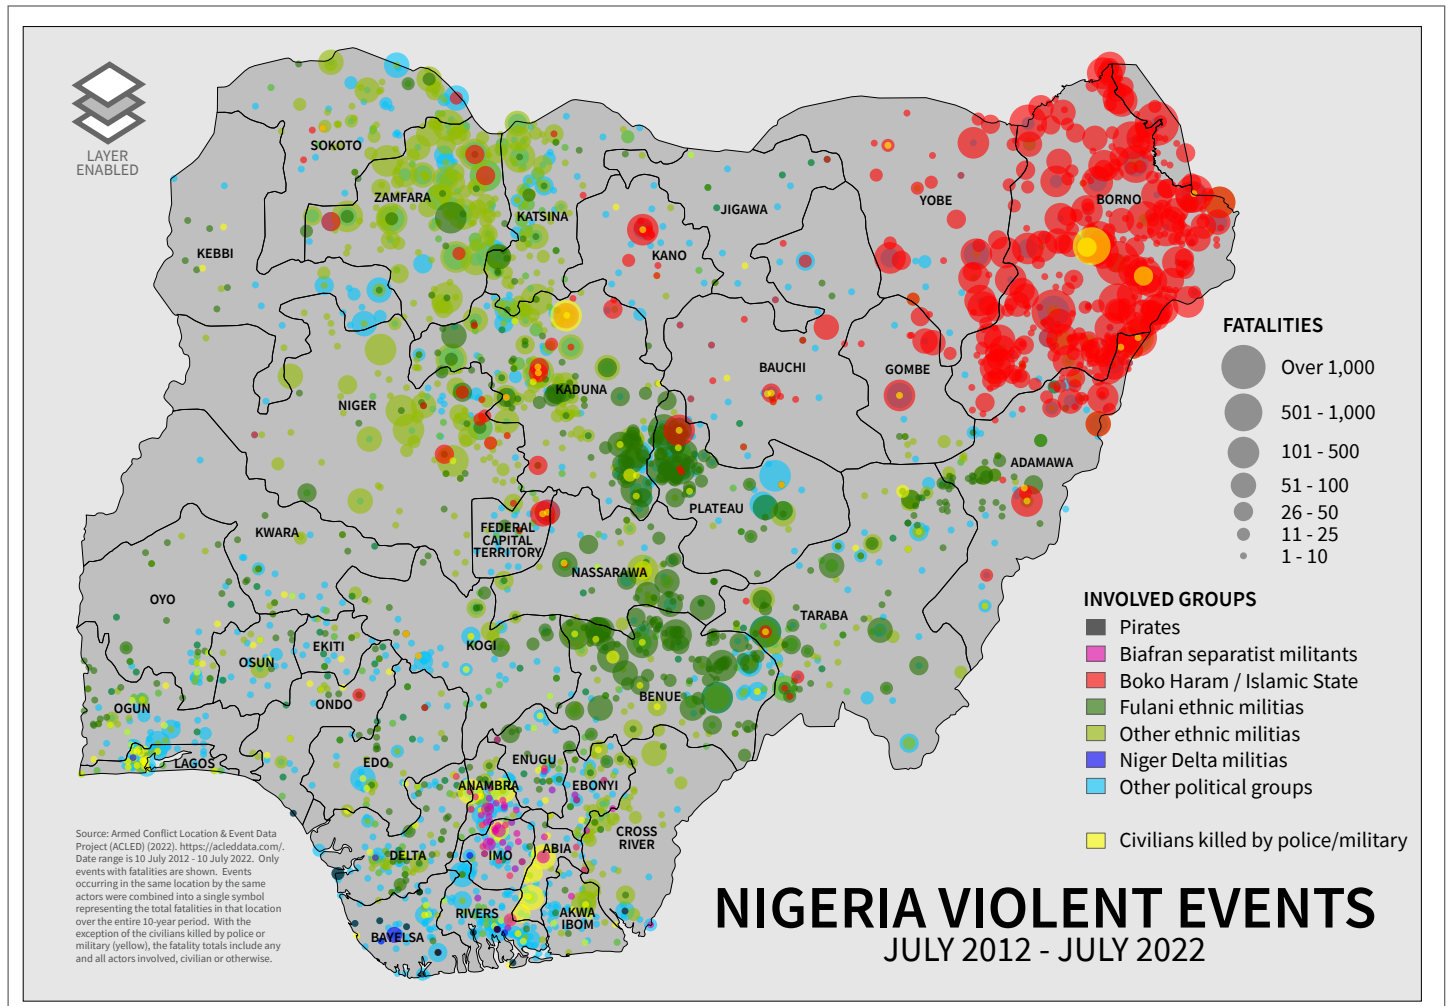 LAYER
ENABLED
SOKOTO
ZAMFARA
KATSINA
JIGAWA
YOBE
BORNO
KEBBI
KANO
BAUCHI
GOMBE
KADUNA
NIGER
ADAMAWA
PLATEAU
KWARA
FEDERAL
CAPITAL
TERRITORY
NASSARAWA
OYO
TARABA
OSUN
EKITI
KOGI
BENUE
OGUN
ONDO
LAGOS
EDO
ENUGU
ANAMBRA
EBONYI
CROSS
RIVER
DELTA
IMO
ABIA
RIVERS
AKWA
IBOM
BAYELSA
FATALITIES
Over 1,000
501 - 1,000
101 - 500
51 - 100
26 - 50
11 - 25
1 - 10
INVOLVED GROUPS
Pirates
Biafran separatist militants
Boko Haram / Islamic State
Fulani ethnic militias
Other ethnic militias
Niger Delta militias
Other political groups
Civilians killed by police/military
Source: Armed Conflict Location & Event Data
Project (ACLED) (2022). https://acleddata.com/.
Date range is 10 July 2012 - 10 July 2022. Only
events with fatalities are shown. Events
occurring in the same location by the same
actors were combined into a single symbol
representing the total fatalities in that location
over the entire 10-year period. With the
exception of the civilians killed by police or
military (yellow), the fatality totals include any
and all actors involved, civilian or otherwise.
NIGERIA VIOLENT EVENTS
JULY 2012 - JULY 2022